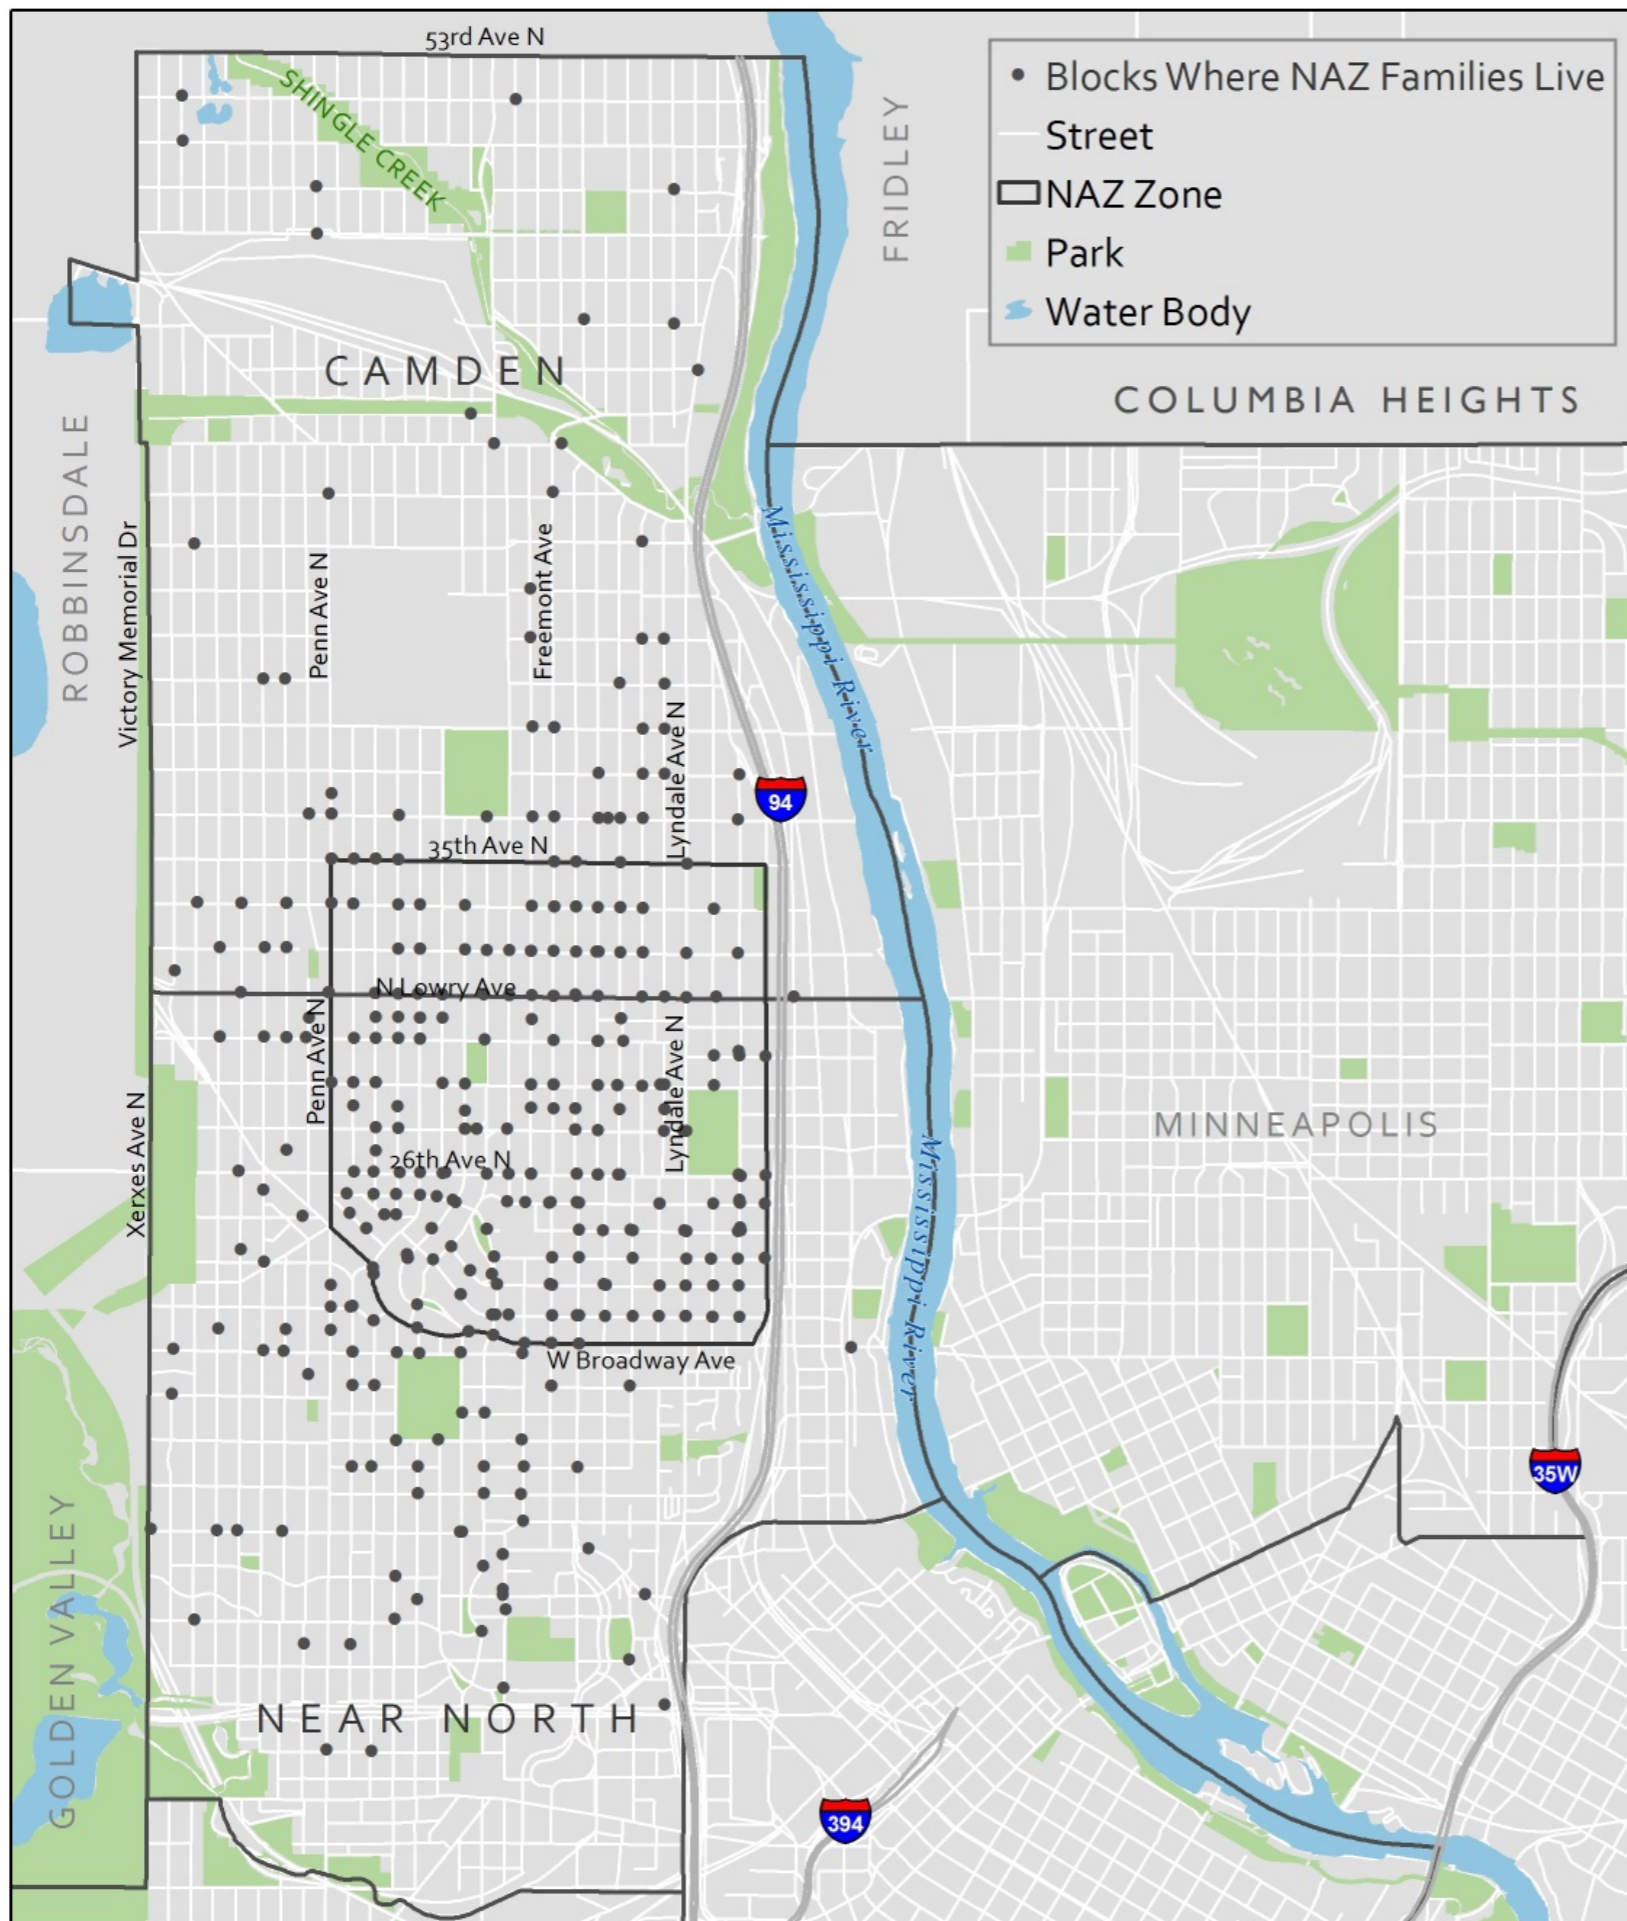 53rd Ave N
SHINGLE CREEK
FRIDLEY
Blocks Where NAZ Families Live
Street
NAZ Zone
Park
Water Body
CAMDEN
COLUMBIA HEIGHTS
ROBBINSDALE
Victory Memorial Dr
Penn Ave N
Fremont Ave
Mississippi River
Lyndale Ave N
94
35th Ave N
N Lowry Ave
Penn Ave N
Lyndale Ave N
Xerxes Ave N
MINNEAPOLIS
26th Ave N
Mississippi River
W Broadway Ave
35W
GOLDEN VALLEY
NEAR NORTH
394